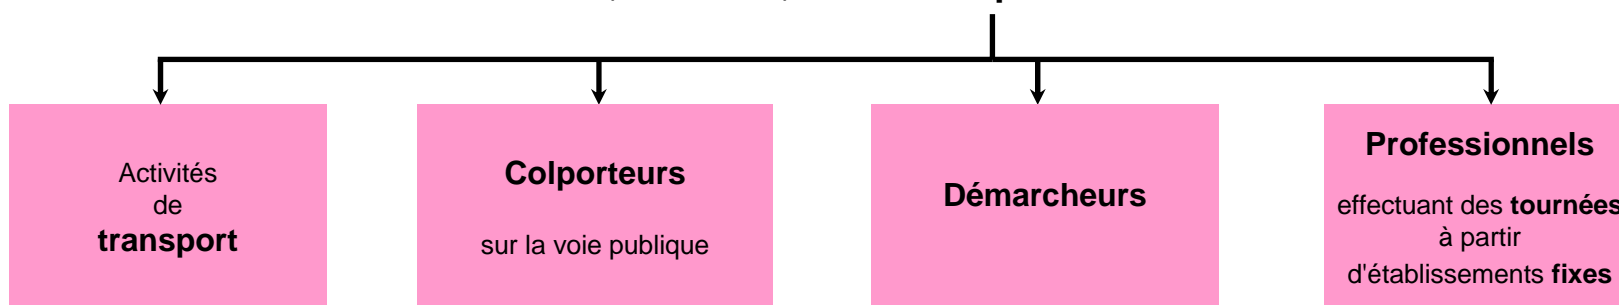 Activités
de
transport
Colporteurs
sur la voie publique
Démarcheurs
Professionnels
effectuant des tournées
à partir
d'établissements fixes